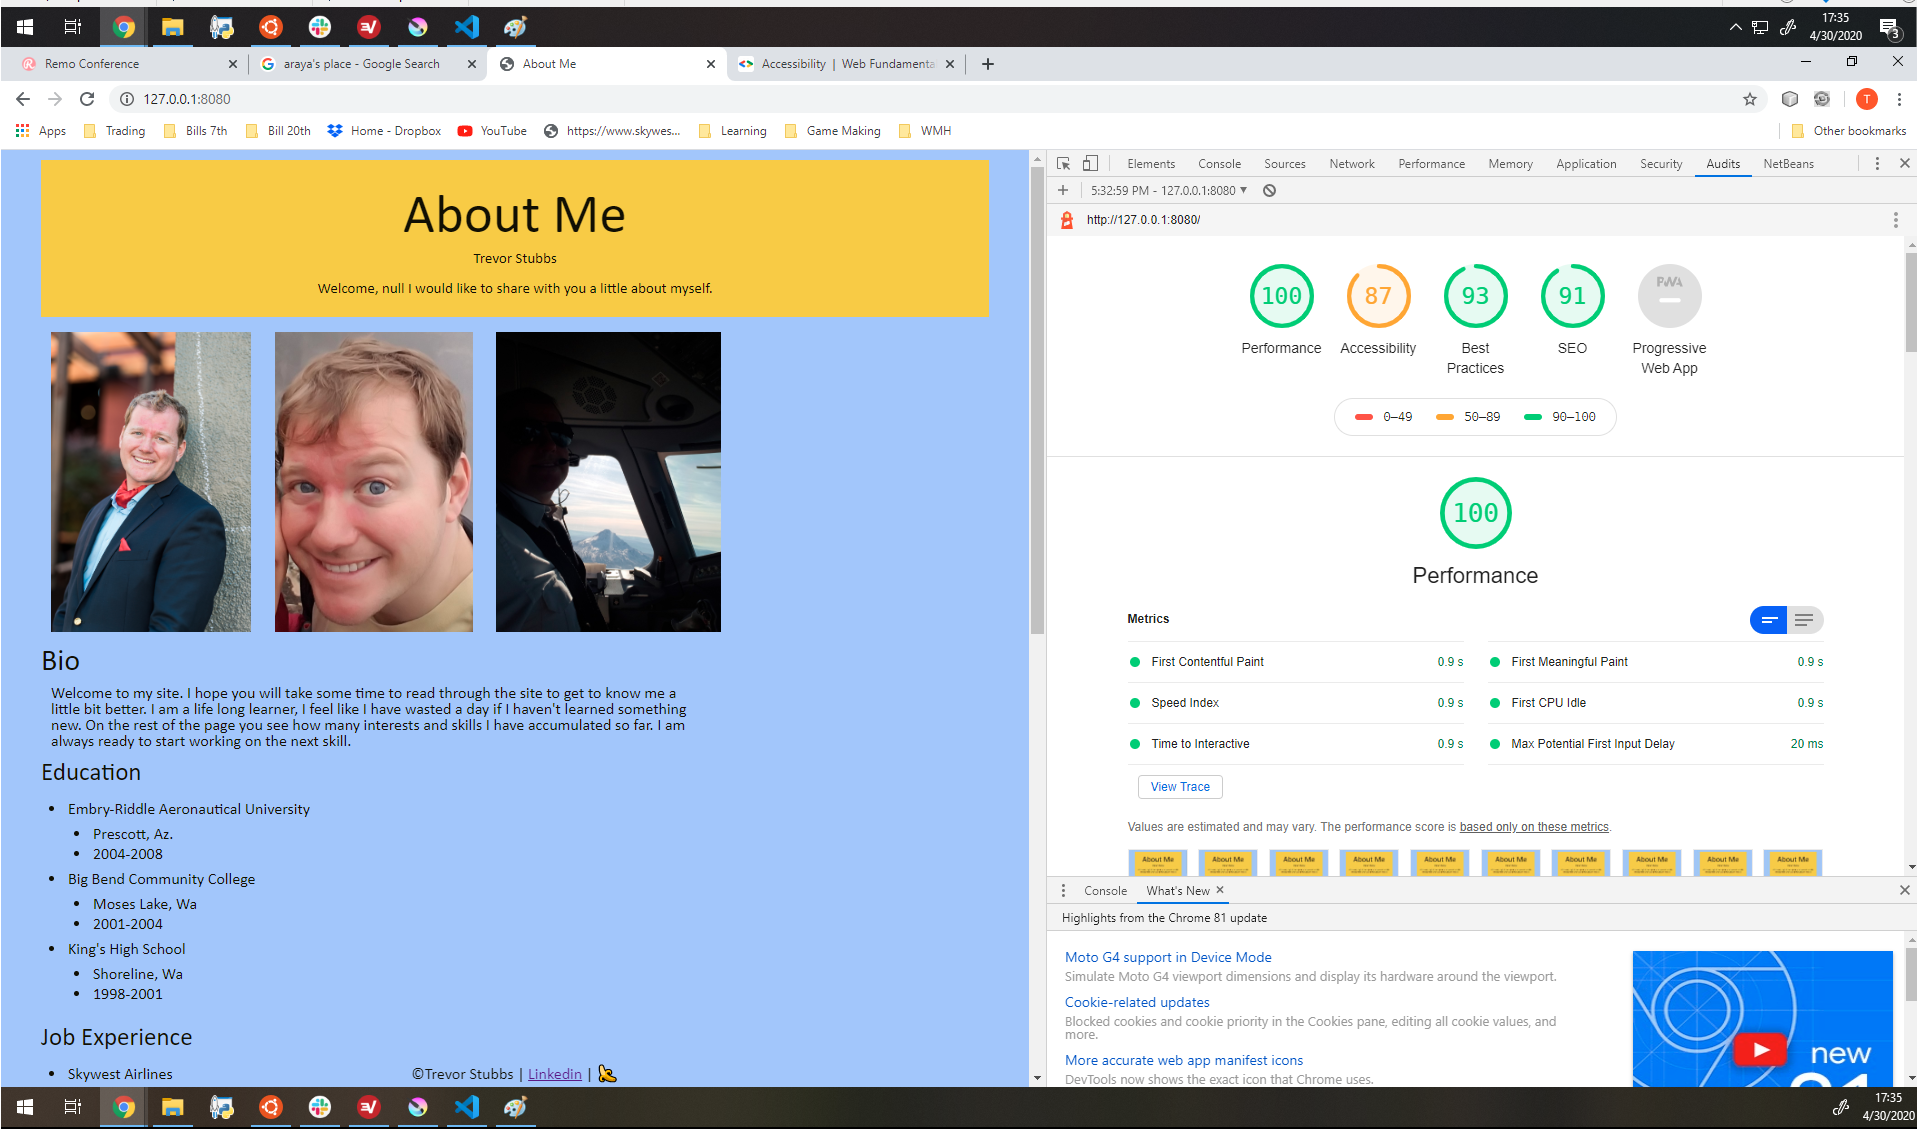 17:35
4/30/2020
3
Remo Conference
araya's place - Google Search
About Me
Accessibility | Web Fundamenta
127.0.0.1:8080
T
Apps
Trading
Bills 7th
Bill 20th
Home - Dropbox
YouTube
https://www.skywes...
Learning
Game Making
WMH
Other bookmarks
About Me
Trevor Stubbs
Welcome, null I would like to share with you a little about myself.
Bio
Welcome to my site. I hope you will take some time to read through the site to get to know me a
little bit better. I am a life long learner, I feel like I have wasted a day if I haven't learned something
new. On the rest of the page you see how many interests and skills I have accumulated so far. I am
always ready to start working on the next skill.
Education
Embry-Riddle Aeronautical University
Prescott, Az.
2004-2008
Big Bend Community College
Moses Lake, Wa
2001-2004
King's High School
Shoreline, Wa
1998-2001
Job Experience
Skywest Airlines
©Trevor Stubbs | Linkedin |
Elements Console Sources Network Performance Memory Application Security Audits NetBeans
5:32:59 PM - 127.0.0.1:8080
http://127.0.0.1:8080/
100
Performance
87
Accessibility
93
Best
Practices
91
SEO
PWA
Progressive
Web App
0–49 50–89 90–100
100
Performance
Metrics
First Contentful Paint 0.9 s
First Meaningful Paint 0.9 s
Speed Index 0.9 s
First CPU Idle 0.9 s
Time to Interactive 0.9 s
Max Potential First Input Delay 20 ms
View Trace
Values are estimated and may vary. The performance score is based only on these metrics.
About Me
About Me
About Me
About Me
About Me
About Me
About Me
About Me
About Me
About Me
Console What's New
Highlights from the Chrome 81 update
Moto G4 support in Device Mode
Simulate Moto G4 viewport dimensions and display its hardware around the viewport.
Cookie-related updates
Blocked cookies and cookie priority in the Cookies pane, editing all cookie values, and
more.
More accurate web app manifest icons
DevTools now shows the exact icon that Chrome uses.
new
17:35
4/30/2020